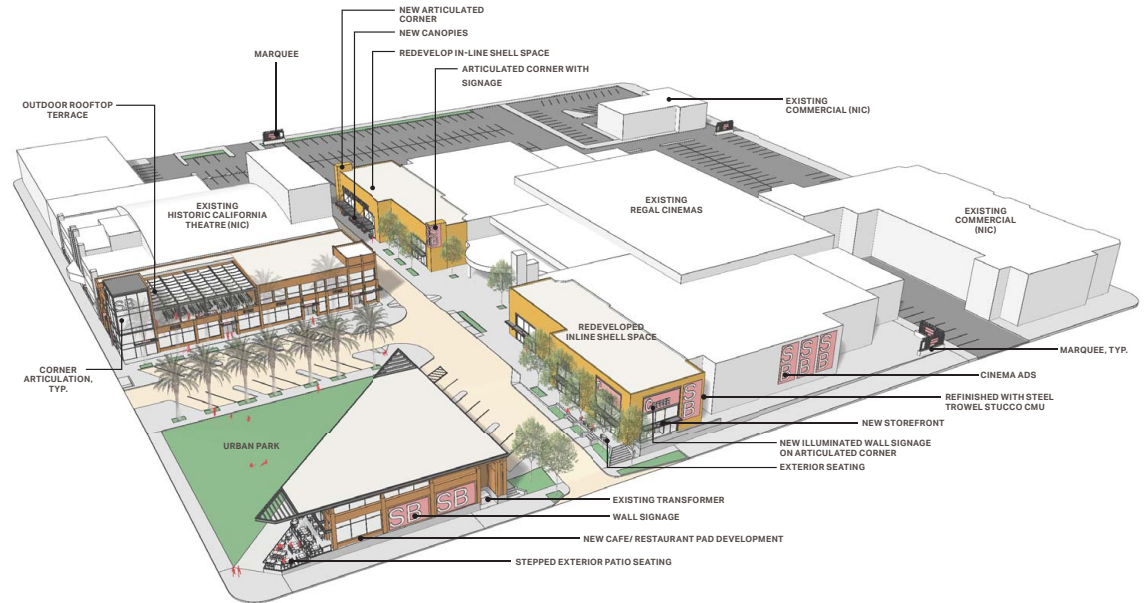 NEW ARTICULATED
CORNER
NEW CANOPIES
MARQUEE
REDEVELOP IN-LINE SHELL SPACE
ARTICULATED CORNER WITH
SIGNAGE
OUTDOOR ROOFTOP
TERRACE
EXISTING
COMMERCIAL (NIC)
EXISTING
HISTORIC CALIFORNIA
THEATRE (NIC)
EXISTING
REGAL CINEMAS
EXISTING
COMMERCIAL
(NIC)
REDEVELOPED
INLINE SHELL SPACE
MARQUEE, TYP.
CORNER
ARTICULATION,
TYP.
SB SB SB
CINEMA ADS
SB
REFINISHED WITH STEEL
TROWEL STUCCO CMU
NEW STOREFRONT
URBAN PARK
NEW ILLUMINATED WALL SIGNAGE
ON ARTICULATED CORNER
EXTERIOR SEATING
EXISTING TRANSFORMER
SB SB
WALL SIGNAGE
NEW CAFE/ RESTAURANT PAD DEVELOPMENT
STEPPED EXTERIOR PATIO SEATING